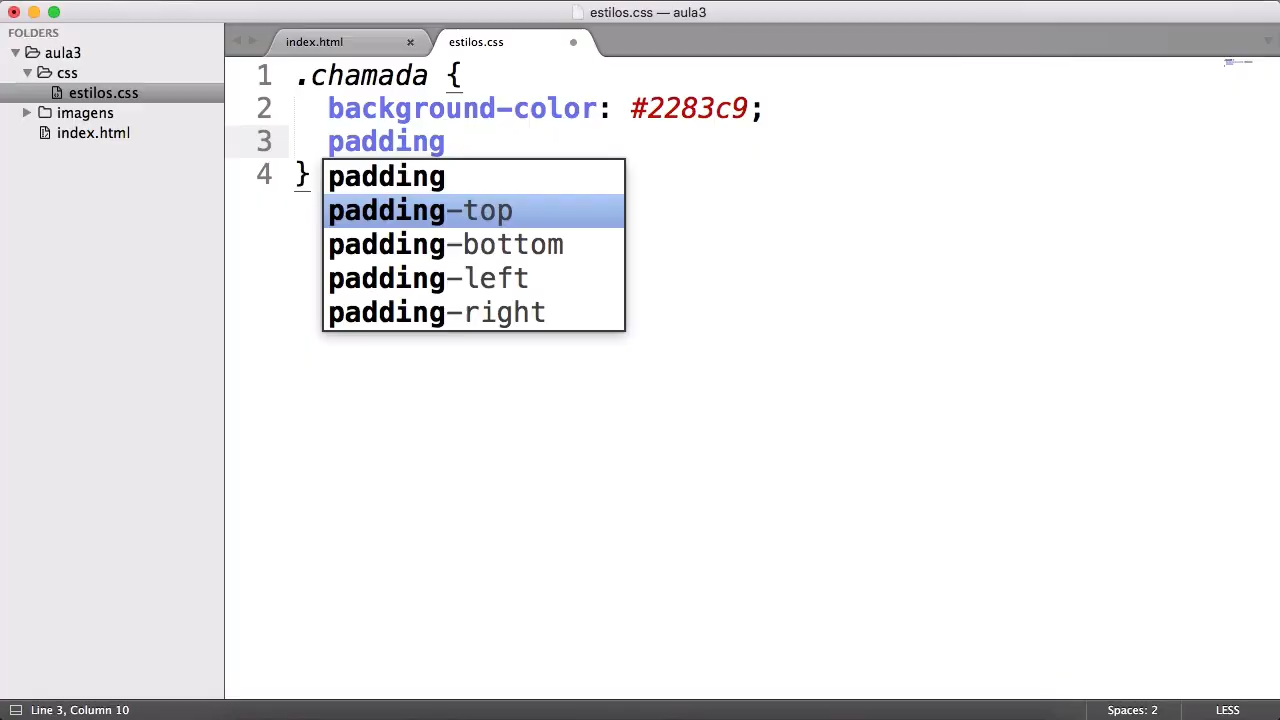 estilos.css — aula3
FOLDERS
aula3
css
estilos.css
imagens
index.html
index.html
estilos.css
1 .chamada {
2 background-color: #2283c9;
3 padding
4 }
padding
padding-top
padding-bottom
padding-left
padding-right
Line 3, Column 10
Spaces: 2
LESS